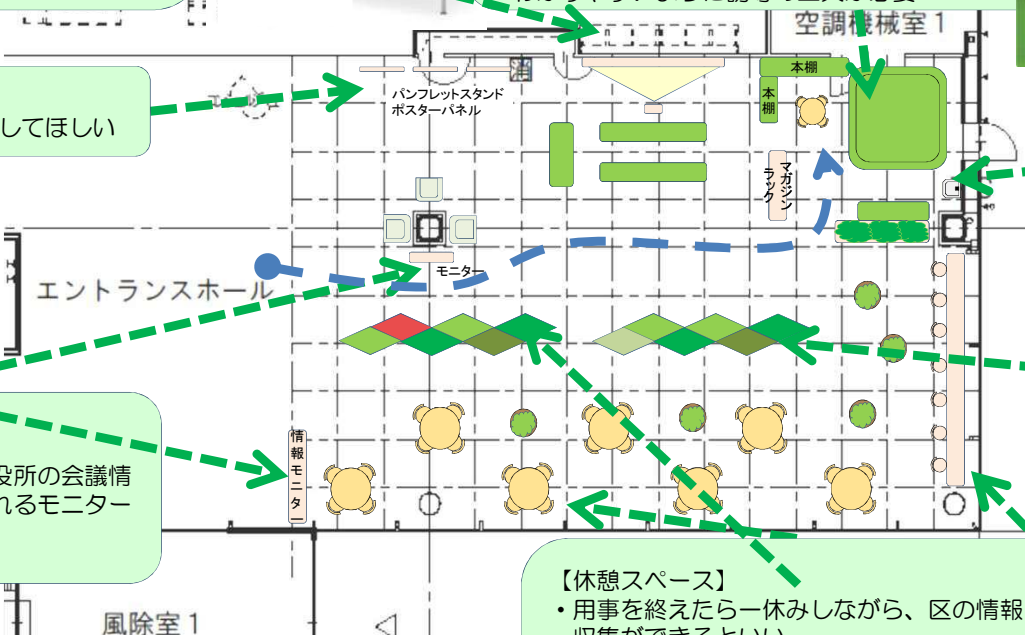 空調機械室1
消
本棚
本棚
パンフレットスタンド
ポスターパネル
してほしい
マガジン
ラック
モニター
エントランスホール
情報モニター
役所の会議情
れるモニター
【休憩スペース】
・用事を終えたら一休みしながら、区の情報
風除室1